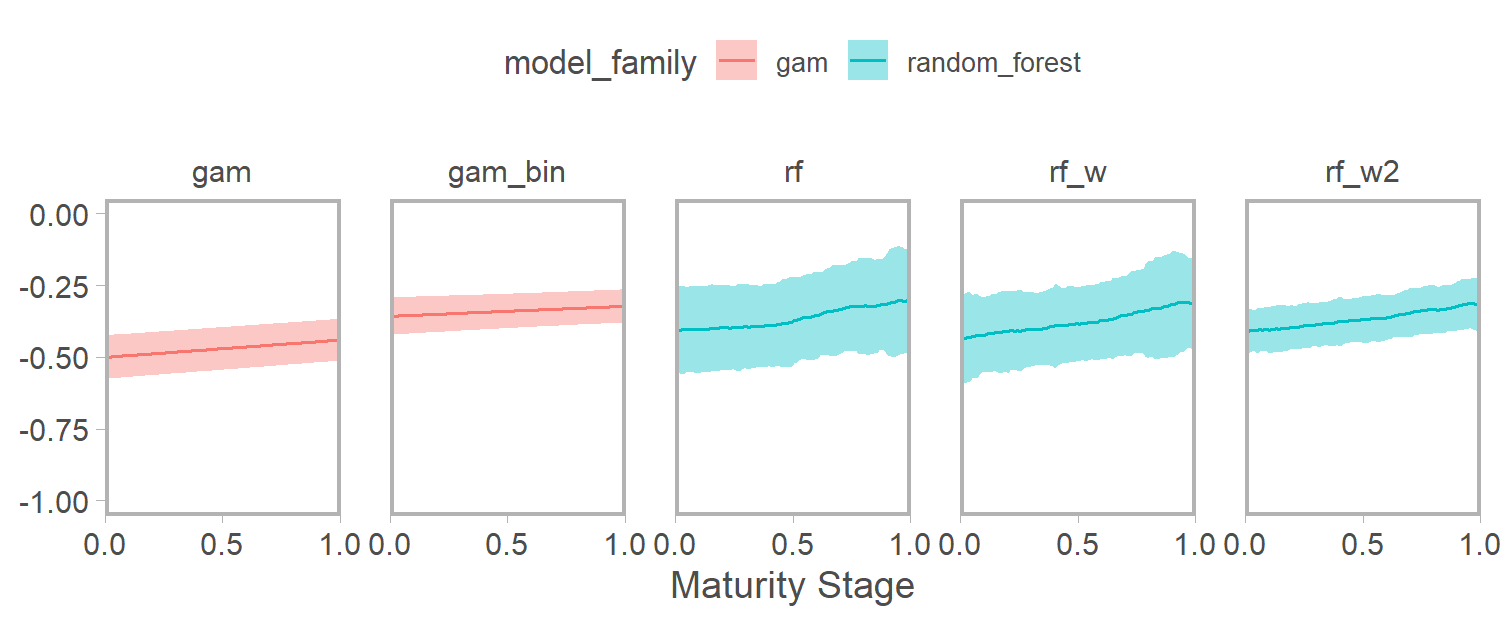 model_family gam random_forest
gam gam_bin rf rf_w rf_w2
0.00
-0.25
-0.50
-0.75
-1.00
0.0 0.5 1.0 0.0 0.5 1.0 0.0 0.5 1.0 0.0 0.5 1.0 0.0 0.5 1.0
Maturity Stage